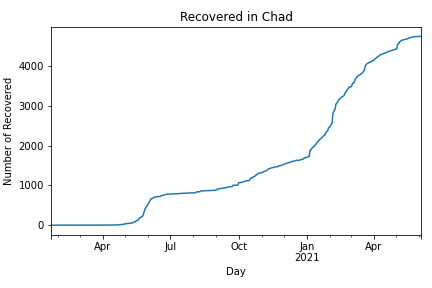 Recovered in Chad
Number of Recovered
4000
3000
2000
1000
0
Apr
Jul
Oct
Jan
2021
Apr
Day